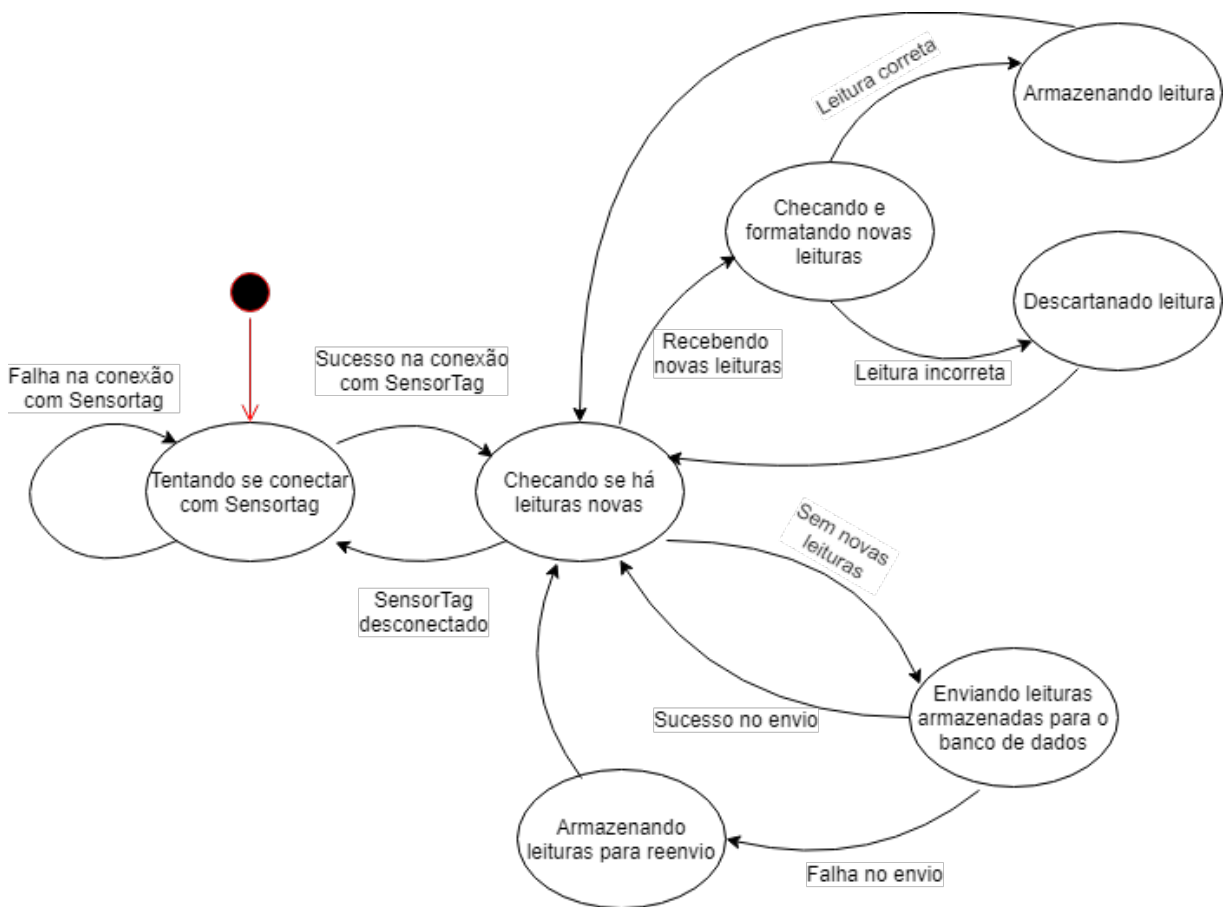 Leitura correta
Armazenando leitura
Checando e
formatando novas
leituras
Descartanado leitura
Recebendo
novas leituras
Leitura incorreta
Sucesso na conexão
com SensorTag
Falha na conexão
com Sensortag
Tentando se conectar
com Sensortag
Checando se há
leituras novas
Sem novas
leituras
SensorTag
desconectado
Enviando leituras
armazenadas para o
banco de dados
Sucesso no envio
Armazenando
leituras para reenvio
Falha no envio